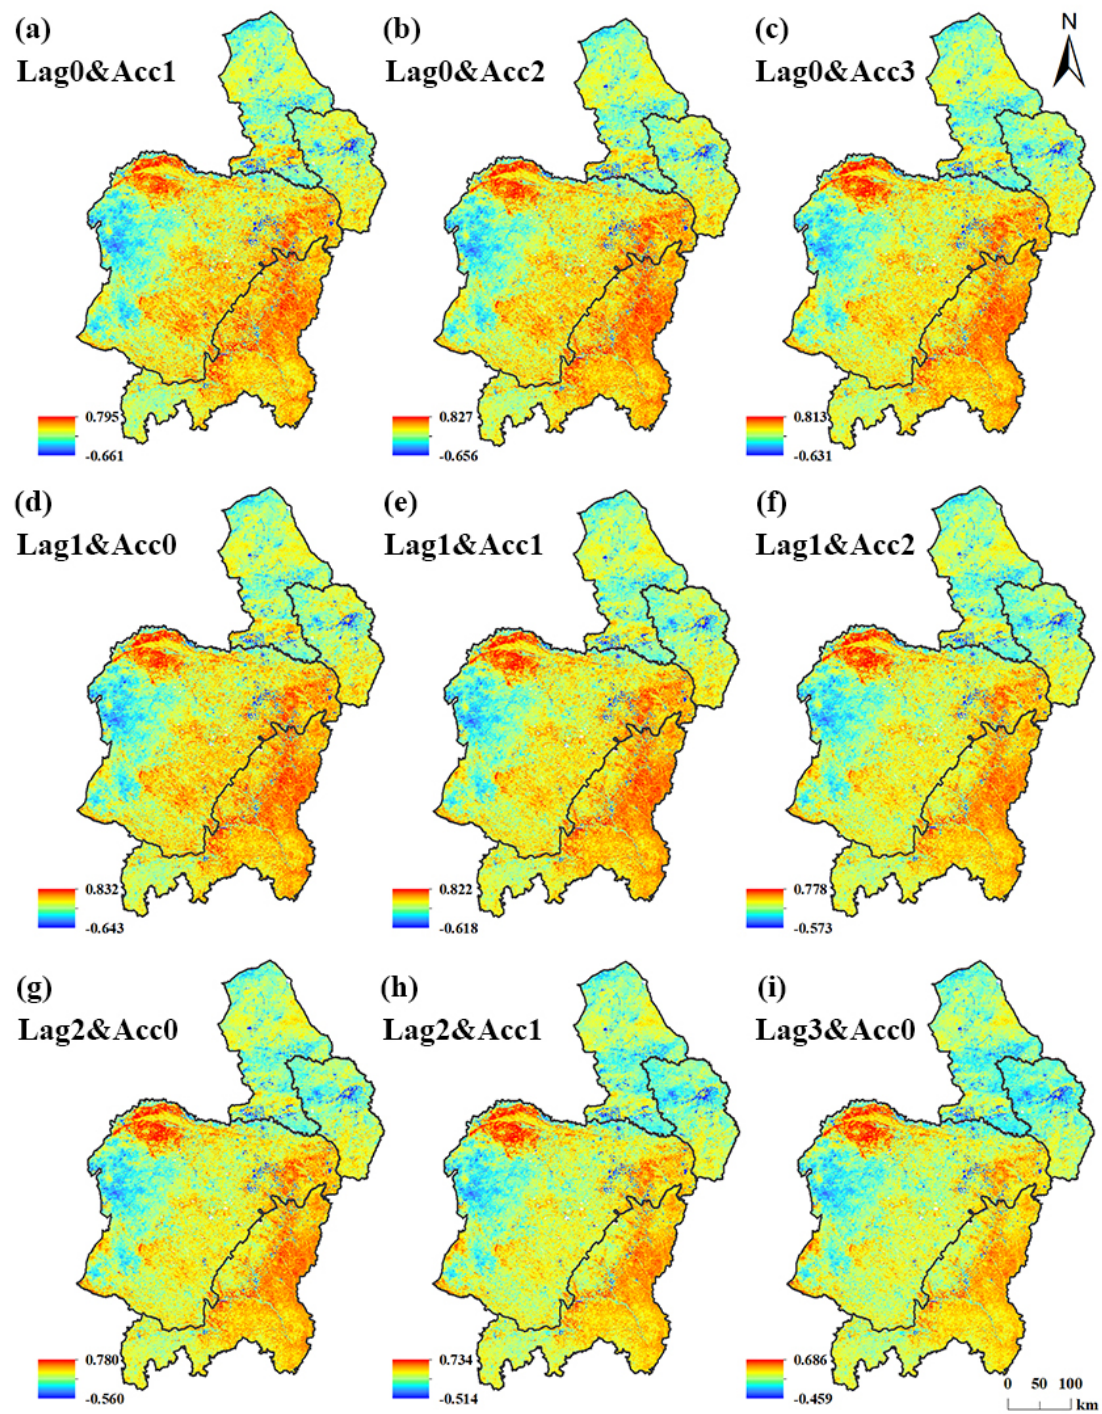 (a)
Lag0&Acc1
0.795
-0.661
(b)
Lag0&Acc2
0.827
-0.656
(c)
Lag0&Acc3
N
0.813
-0.631
(d)
Lag1&Acc0
0.832
-0.643
(e)
Lag1&Acc1
0.822
-0.618
(f)
Lag1&Acc2
0.778
-0.573
(g)
Lag2&Acc0
0.780
-0.560
(h)
Lag2&Acc1
0.734
-0.514
(i)
Lag3&Acc0
0.686
-0.459
0 50 100
km